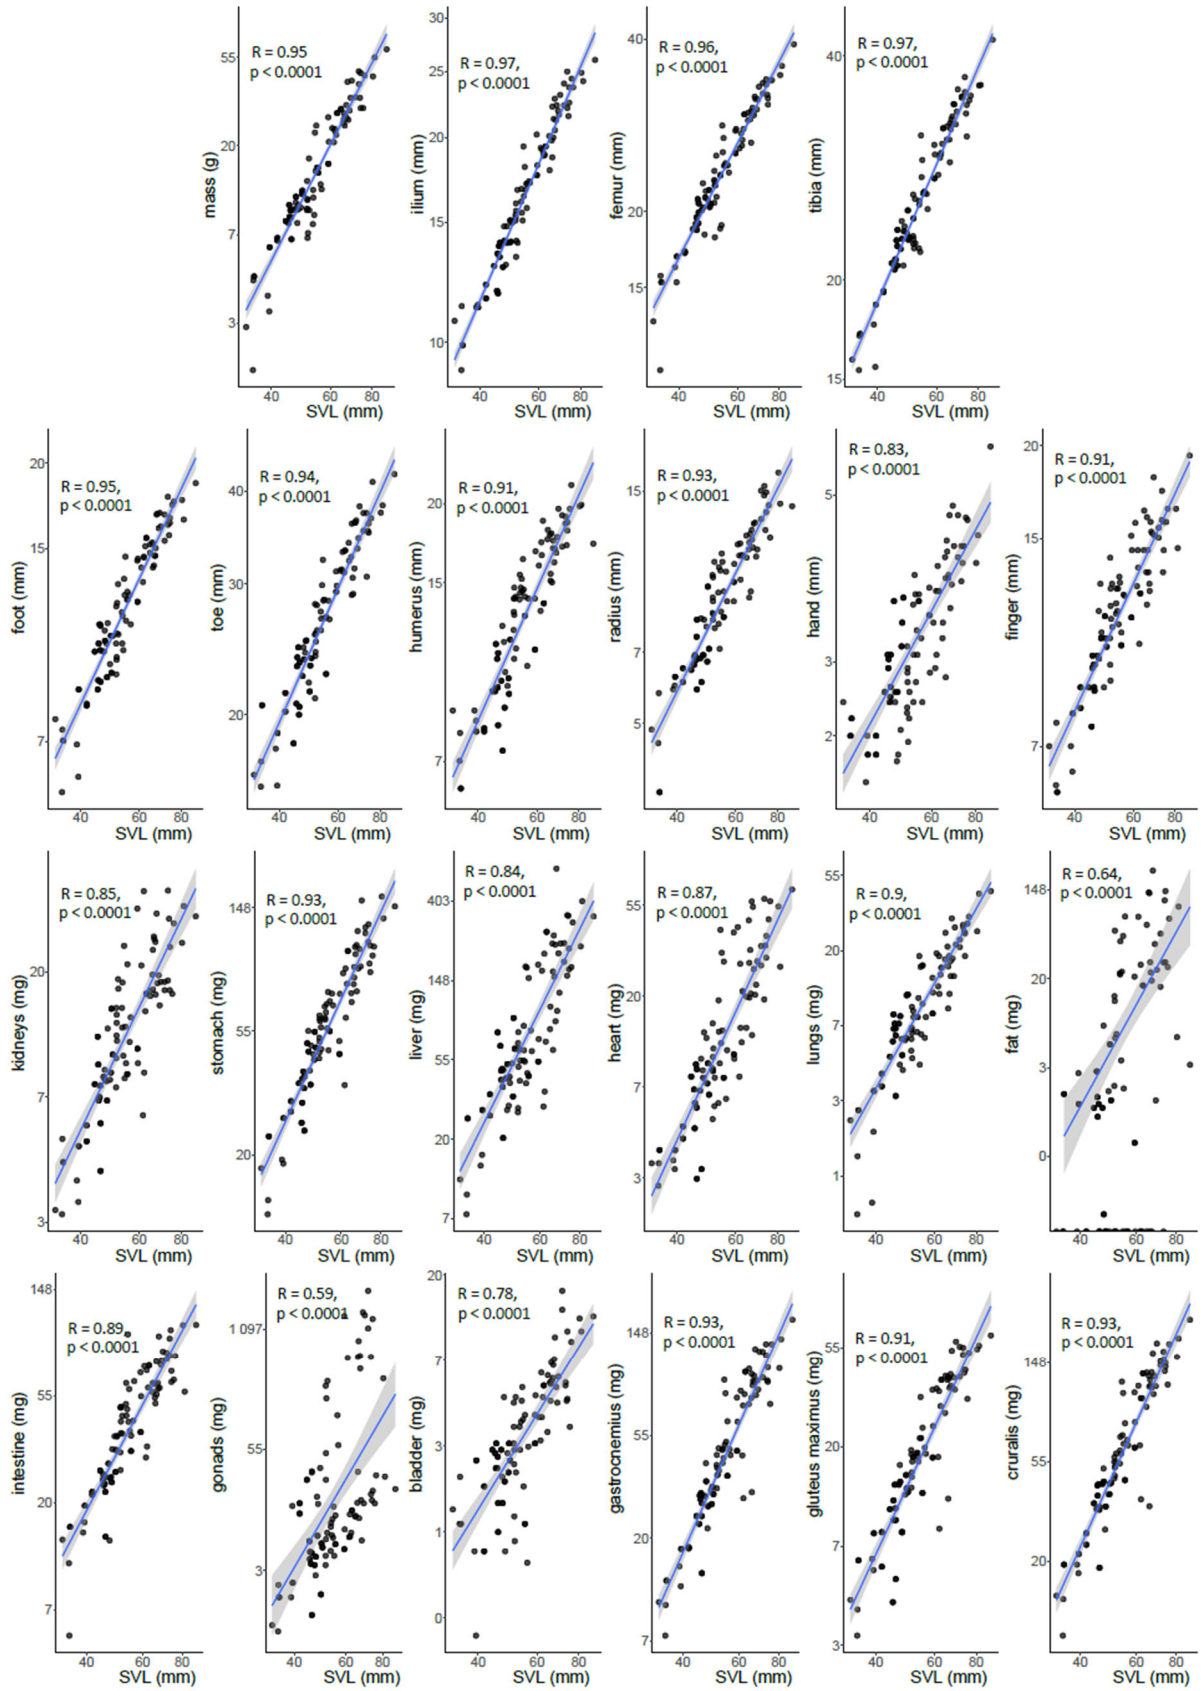 R = 0.95
p < 0.0001
mass (g)
55
20
7
3
40 60 80
SVL (mm)
R = 0.97,
p < 0.0001
ilium (mm)
30
25
20
15
10
40 60 80
SVL (mm)
R = 0.96,
p < 0.0001
femur (mm)
40
20
15
40 60 80
SVL (mm)
R = 0.97,
p < 0.0001
tibia (mm)
40
20
15
40 60 80
SVL (mm)
R = 0.95,
p < 0.0001
foot (mm)
20
15
7
40 60 80
SVL (mm)
R = 0.94,
p < 0.0001
toe (mm)
40
30
20
40 60 80
SVL (mm)
R = 0.91,
p < 0.0001
humerus (mm)
20
15
7
40 60 80
SVL (mm)
R = 0.93,
p < 0.0001
radius (mm)
15
7
5
40 60 80
SVL (mm)
R = 0.83,
p < 0.0001
hand (mm)
5
3
2
40 60 80
SVL (mm)
R = 0.91,
p < 0.0001
finger (mm)
20
15
7
40 60 80
SVL (mm)
R = 0.85,
p < 0.0001
kidneys (mg)
20
7
3
40 60 80
SVL (mm)
R = 0.93,
p < 0.0001
stomach (mg)
148
55
20
40 60 80
SVL (mm)
R = 0.84,
p < 0.0001
liver (mg)
403
148
55
20
7
40 60 80
SVL (mm)
R = 0.87,
p < 0.0001
heart (mg)
55
20
7
3
40 60 80
SVL (mm)
R = 0.9,
p < 0.0001
lungs (mg)
55
20
7
3
1
40 60 80
SVL (mm)
R = 0.64,
p < 0.0001
fat (mg)
148
20
3
0
40 60 80
SVL (mm)
R = 0.89,
p < 0.0001
intestine (mg)
148
55
20
7
40 60 80
SVL (mm)
R = 0.59,
p < 0.0001
gonads (mg)
1 097
55
3
40 60 80
SVL (mm)
R = 0.78,
p < 0.0001
bladder (mg)
20
7
3
1
0
40 60 80
SVL (mm)
R = 0.93,
p < 0.0001
gastrocnemius (mg)
148
55
20
7
40 60 80
SVL (mm)
R = 0.91,
p < 0.0001
gluteus maximus (mg)
55
20
7
3
40 60 80
SVL (mm)
R = 0.93,
p < 0.0001
cruralis (mg)
148
55
20
40 60 80
SVL (mm)